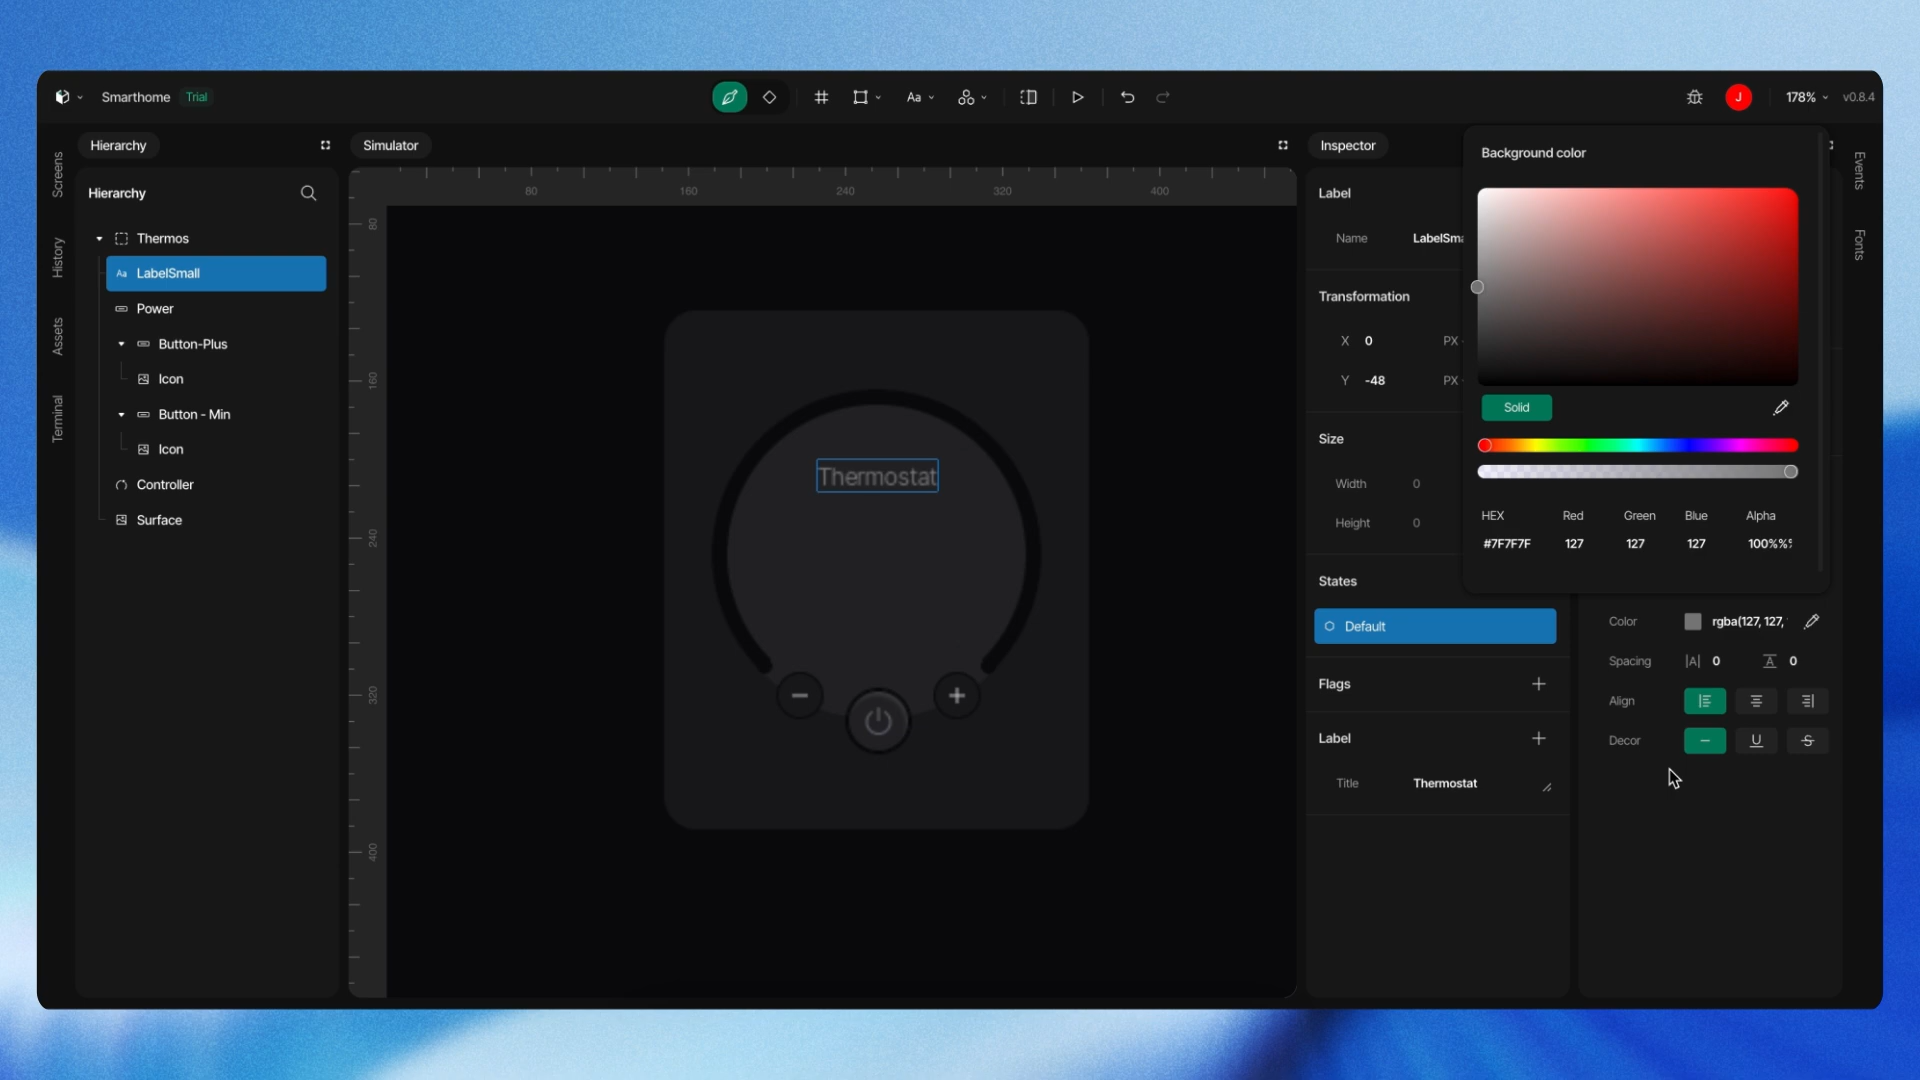 Smarthome Trial
Aa
J
178%
v0.8.4
Screens
History
Assets
Terminal
Hierarchy
Hierarchy
Thermos
Aa LabelSmall
Power
Button-Plus
Icon
Button - Min
Icon
Controller
Surface
Simulator
80 160 240 320 400
80
160
240
320
400
Thermostat
Inspector
Label
Name LabelSma
Transformation
X 0 PX
Y -48 PX
Size
Width 0
Height 0
States
Default
Flags
Label
Title Thermostat
Background color
Solid
HEX Red Green Blue Alpha
#7F7F7F 127 127 127 100%%
Color rgba(127, 127,
Spacing |A| 0 A 0
Align
Decor U S
Events
Fonts